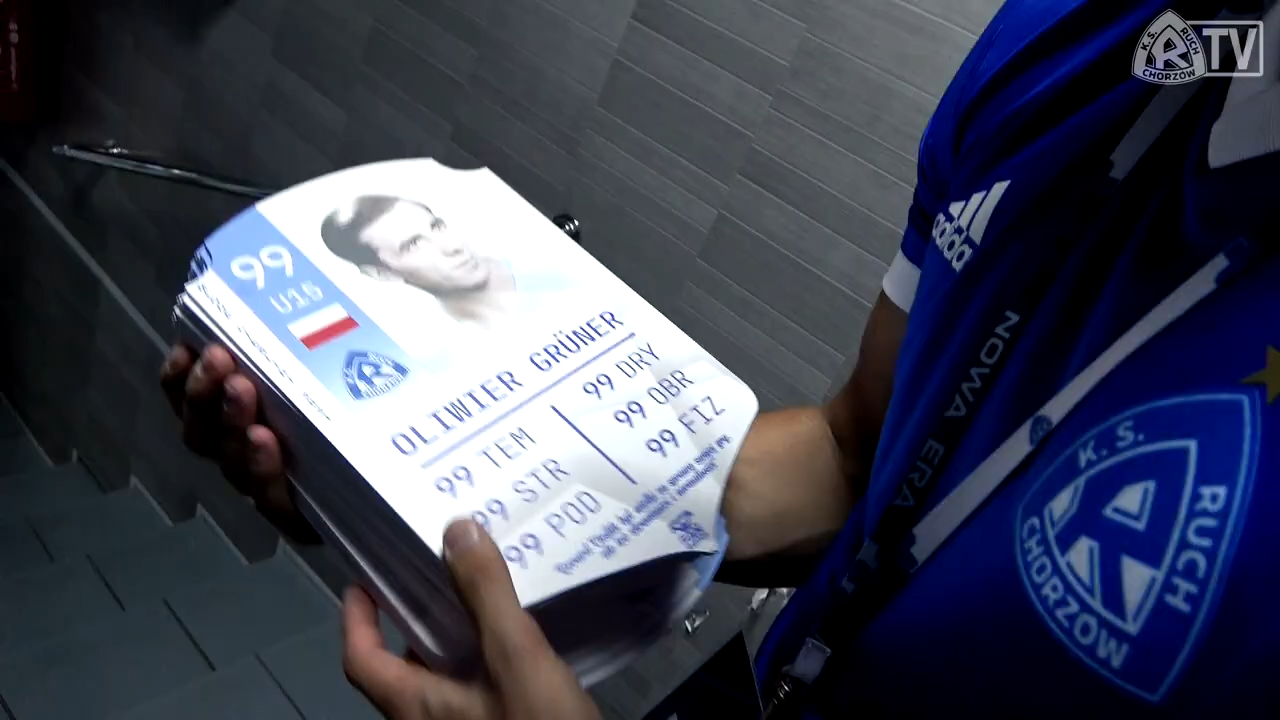 K.S. RUCH CHORZÓW TV
99
U15
OLIWIER GRÜNER
99 TEM
99 STR
99 POD
99 DRY
99 OBR
99 FIZ
adidas
NOWA ERA
K.S.
RUCH
CHORZÓW